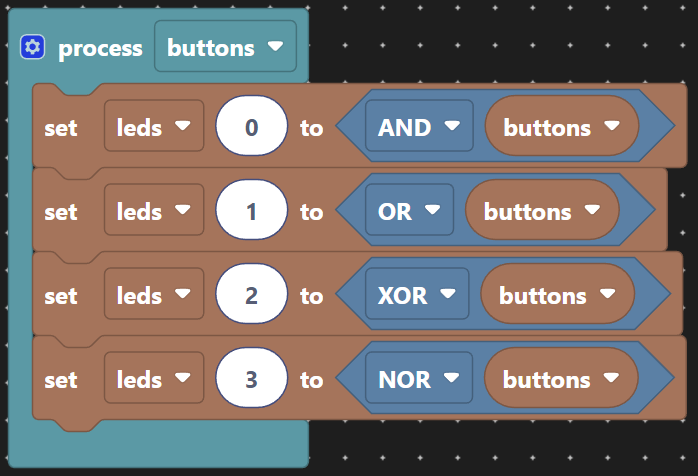 process buttons
set leds 0 to AND buttons
set leds 1 to OR buttons
set leds 2 to XOR buttons
set leds 3 to NOR buttons